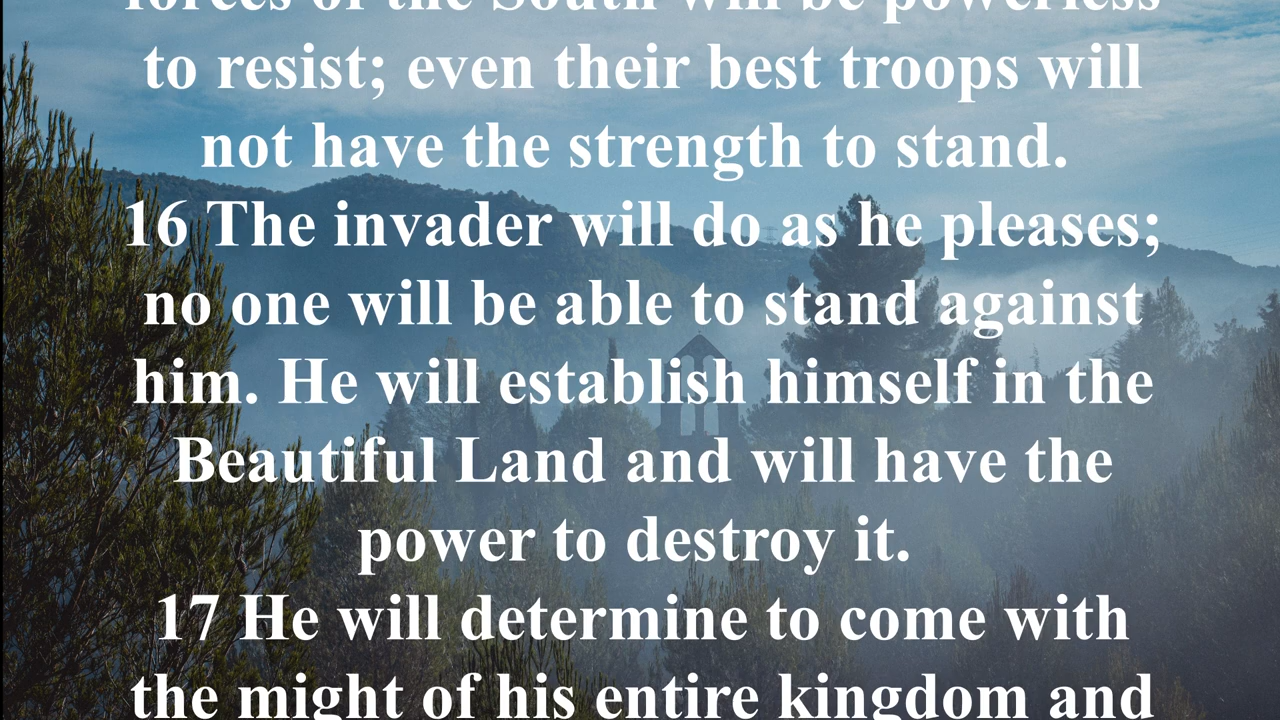 forces of the South will be powerless
to resist; even their best troops will
not have the strength to stand.
16 The invader will do as he pleases;
no one will be able to stand against
him. He will establish himself in the
Beautiful Land and will have the
power to destroy it.
17 He will determine to come with
the might of his entire kingdom and